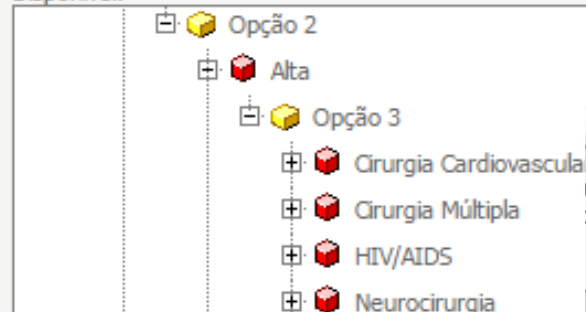 Opção 2
Alta
Opção 3
Cirurgia Cardiovascula
Cirurgia Múltipla
HIV/AIDS
Neurocirurgia